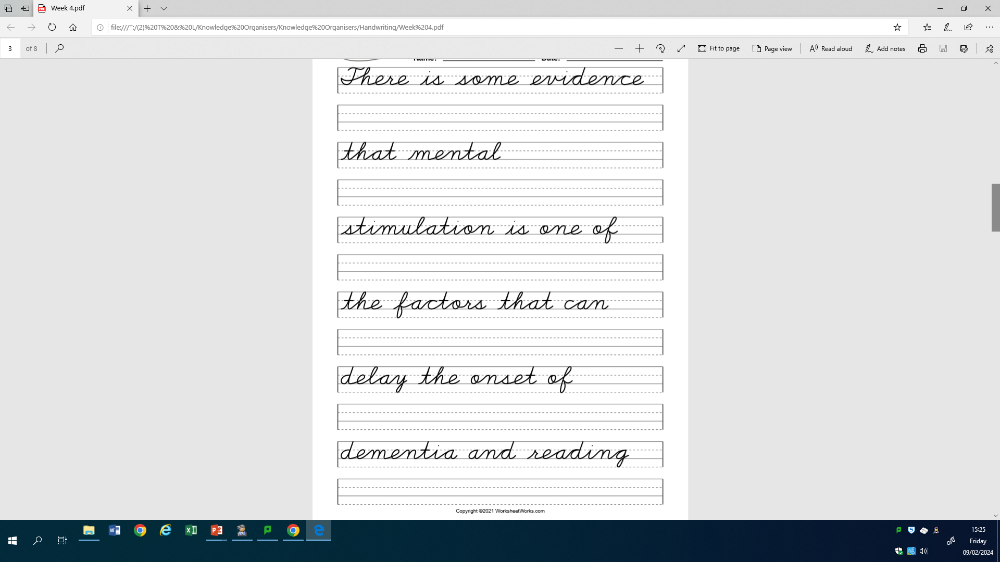 Week 4.pdf
file:///T:/(2)%20T%20&%20L/Knowledge%20Organisers/Knowledge%20Organisers/Handwriting/Week%204.pdf
3 of 8 Fit to page Page view Read aloud Add notes
Name: Date:
There is some evidence
that mental
stimulation is one of
the factors that can
delay the onset of
dementia and reading
Copyright ©2021 WorksheetWorks.com
15:25
Friday
09/02/2024